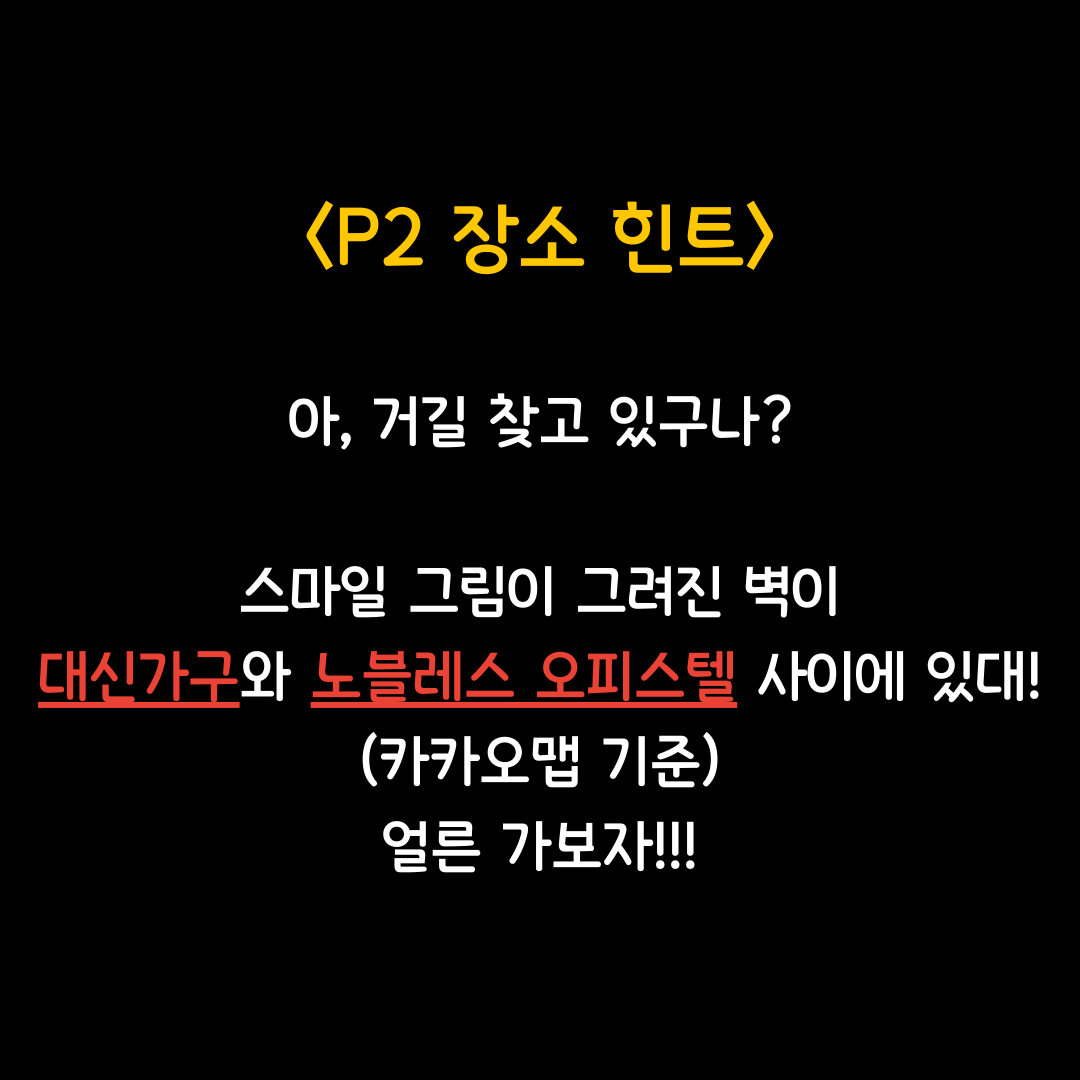 <P2 장소 힌트>
아, 거길 찾고 있구나?
스마일 그림이 그려진 벽이
대신가구와 노블레스 오피스텔 사이에 있대!
(카카오맵 기준)
얼른 가보자!!!